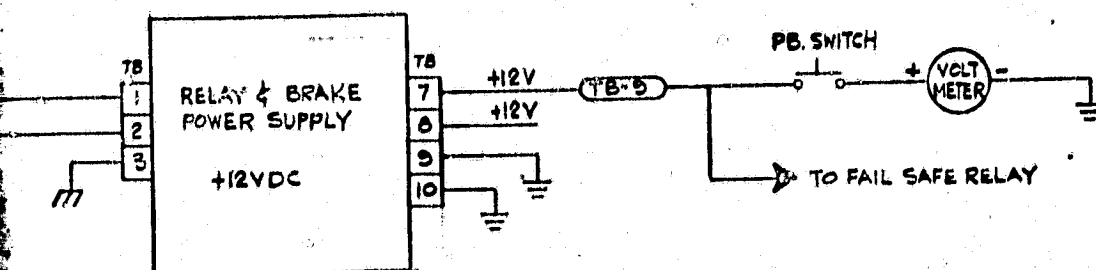 TB
1
2
3
RELAY & BRAKE
POWER SUPPLY
+12VDC
TB
7
8
9
10
+12V
+12V
TB-5
PB. SWITCH
+
VOLT
METER
-
TO FAIL SAFE RELAY